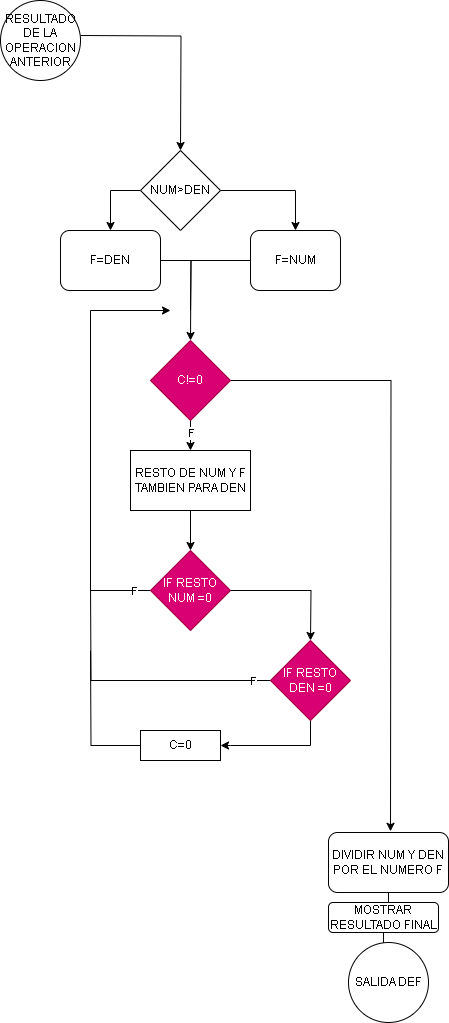 RESULTADO
DE LA
OPERACION
ANTERIOR
NUM>DEN
F=DEN
F=NUM
C!=0
F
RESTO DE NUM Y F
TAMBIEN PARA DEN
IF RESTO
NUM =0
F
IF RESTO
DEN =0
F
C=0
DIVIDIR NUM Y DEN
POR EL NUMERO F
MOSTRAR
RESULTADO FINAL
SALIDA DEF